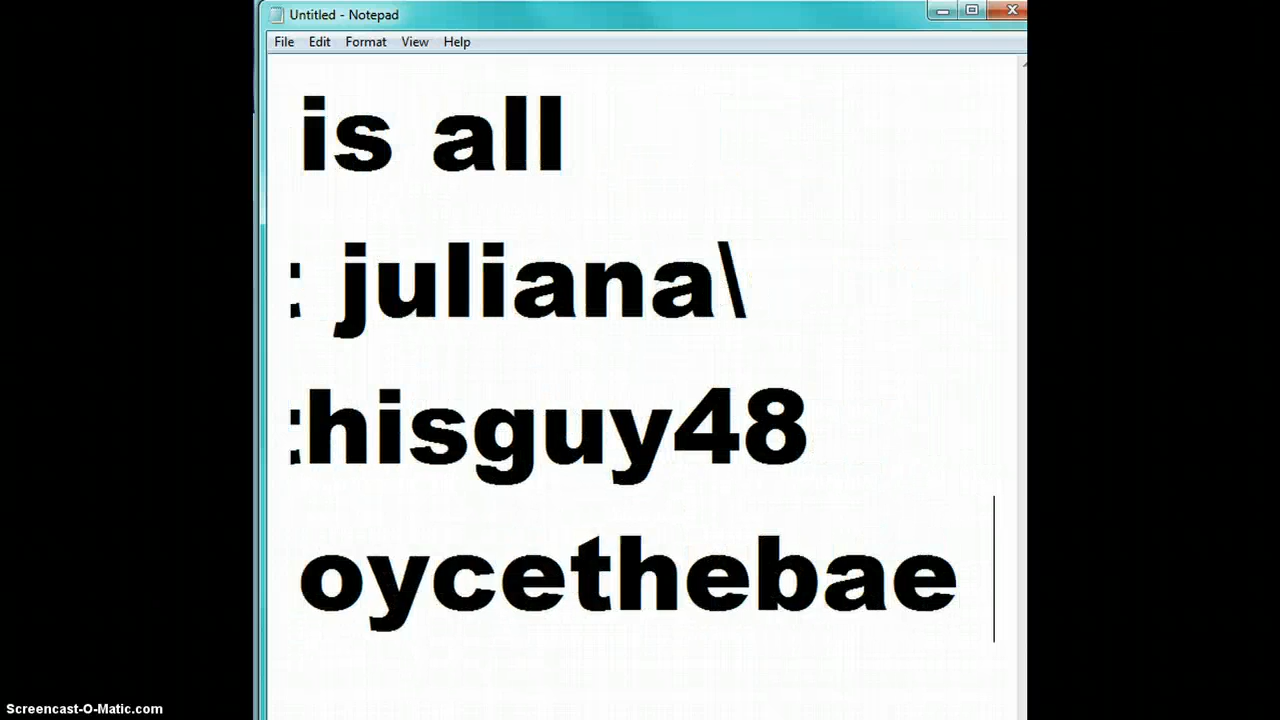 Untitled - Notepad
File Edit Format View Help
is all
: juliana\
:hisguy48
oycethebae
Screencast-O-Matic.com